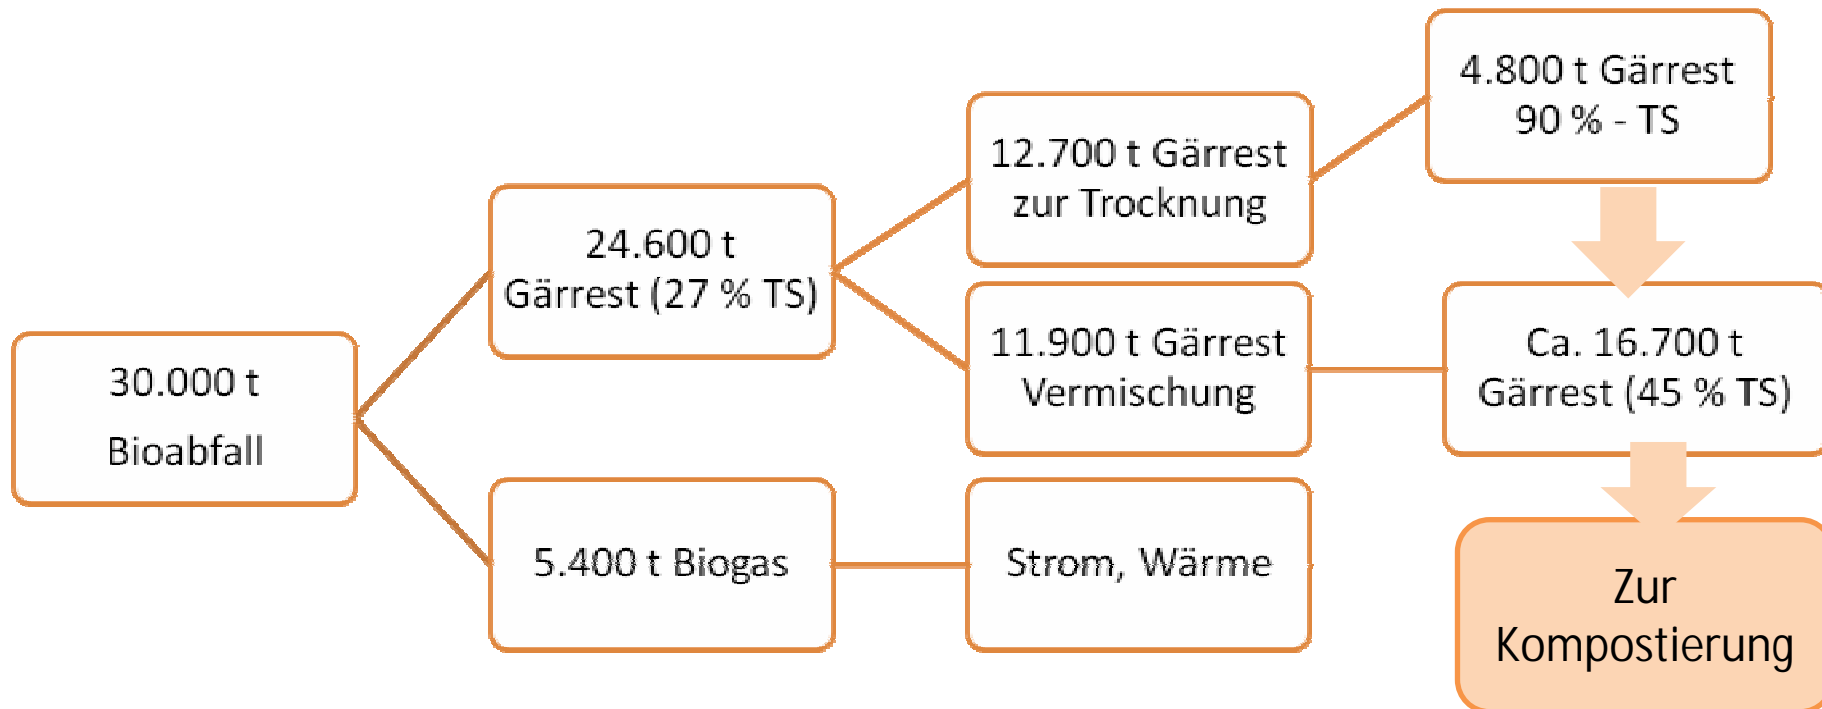 30.000 t
Bioabfall
24.600 t
Gärrest (27 % TS)
5.400 t Biogas
12.700 t Gärrest
zur Trocknung
11.900 t Gärrest
Vermischung
Strom, Wärme
4.800 t Gärrest
90 % - TS
Ca. 16.700 t
Gärrest (45 % TS)
Zur
Kompostierung